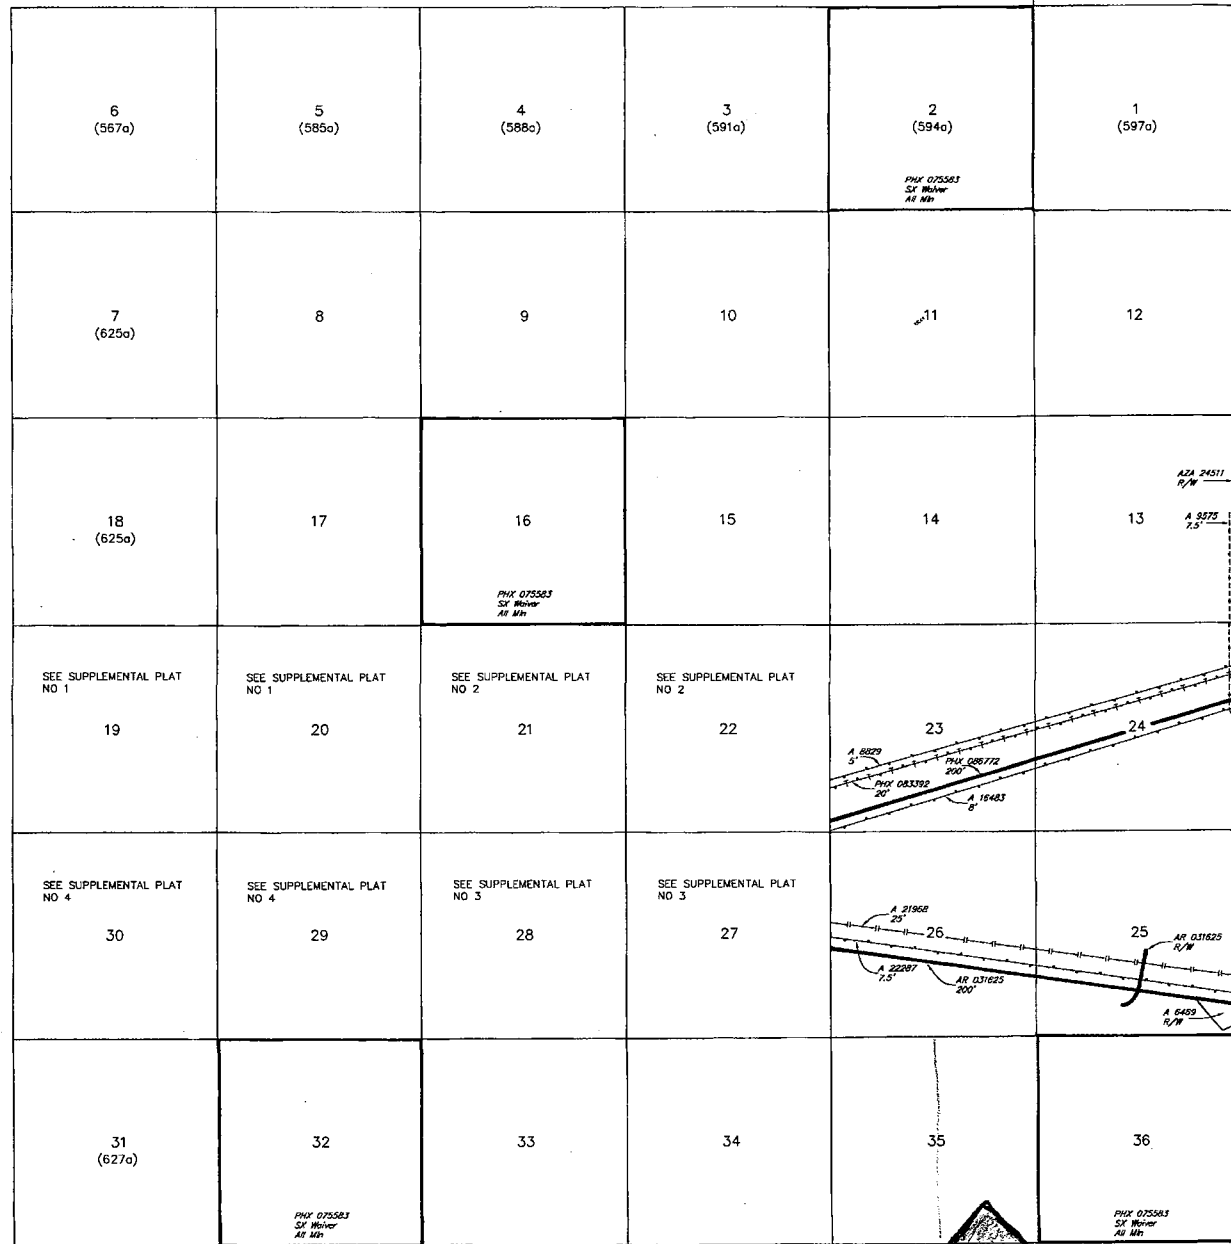 6
(567a)
5
(585a)
4
(588a)
3
(591a)
2
(594a)
PHX 075583
SX Waiver
All Min
1
(597a)
7
(625a)
8
9
10
11
12
18
(625a)
17
16
PHX 075583
SX Waiver
All Min
15
14
13
AZA 24511
R/W
A 9575
7.5'
SEE SUPPLEMENTAL PLAT
NO 1
19
SEE SUPPLEMENTAL PLAT
NO 1
20
SEE SUPPLEMENTAL PLAT
NO 2
21
SEE SUPPLEMENTAL PLAT
NO 2
22
23
A 6829
5'
PHX 083392
20'
PHX 086772
200'
A 16483
8'
24
SEE SUPPLEMENTAL PLAT
NO 4
30
SEE SUPPLEMENTAL PLAT
NO 4
29
SEE SUPPLEMENTAL PLAT
NO 3
28
SEE SUPPLEMENTAL PLAT
NO 3
27
A 21968
25'
26
A 22287
7.5'
AR 031625
200'
25
AR 031625
R/W
A 6469
R/W
31
(627a)
32
PHX 075583
SX Waiver
All Min
33
34
35
36
PHX 075583
SX Waiver
All Min